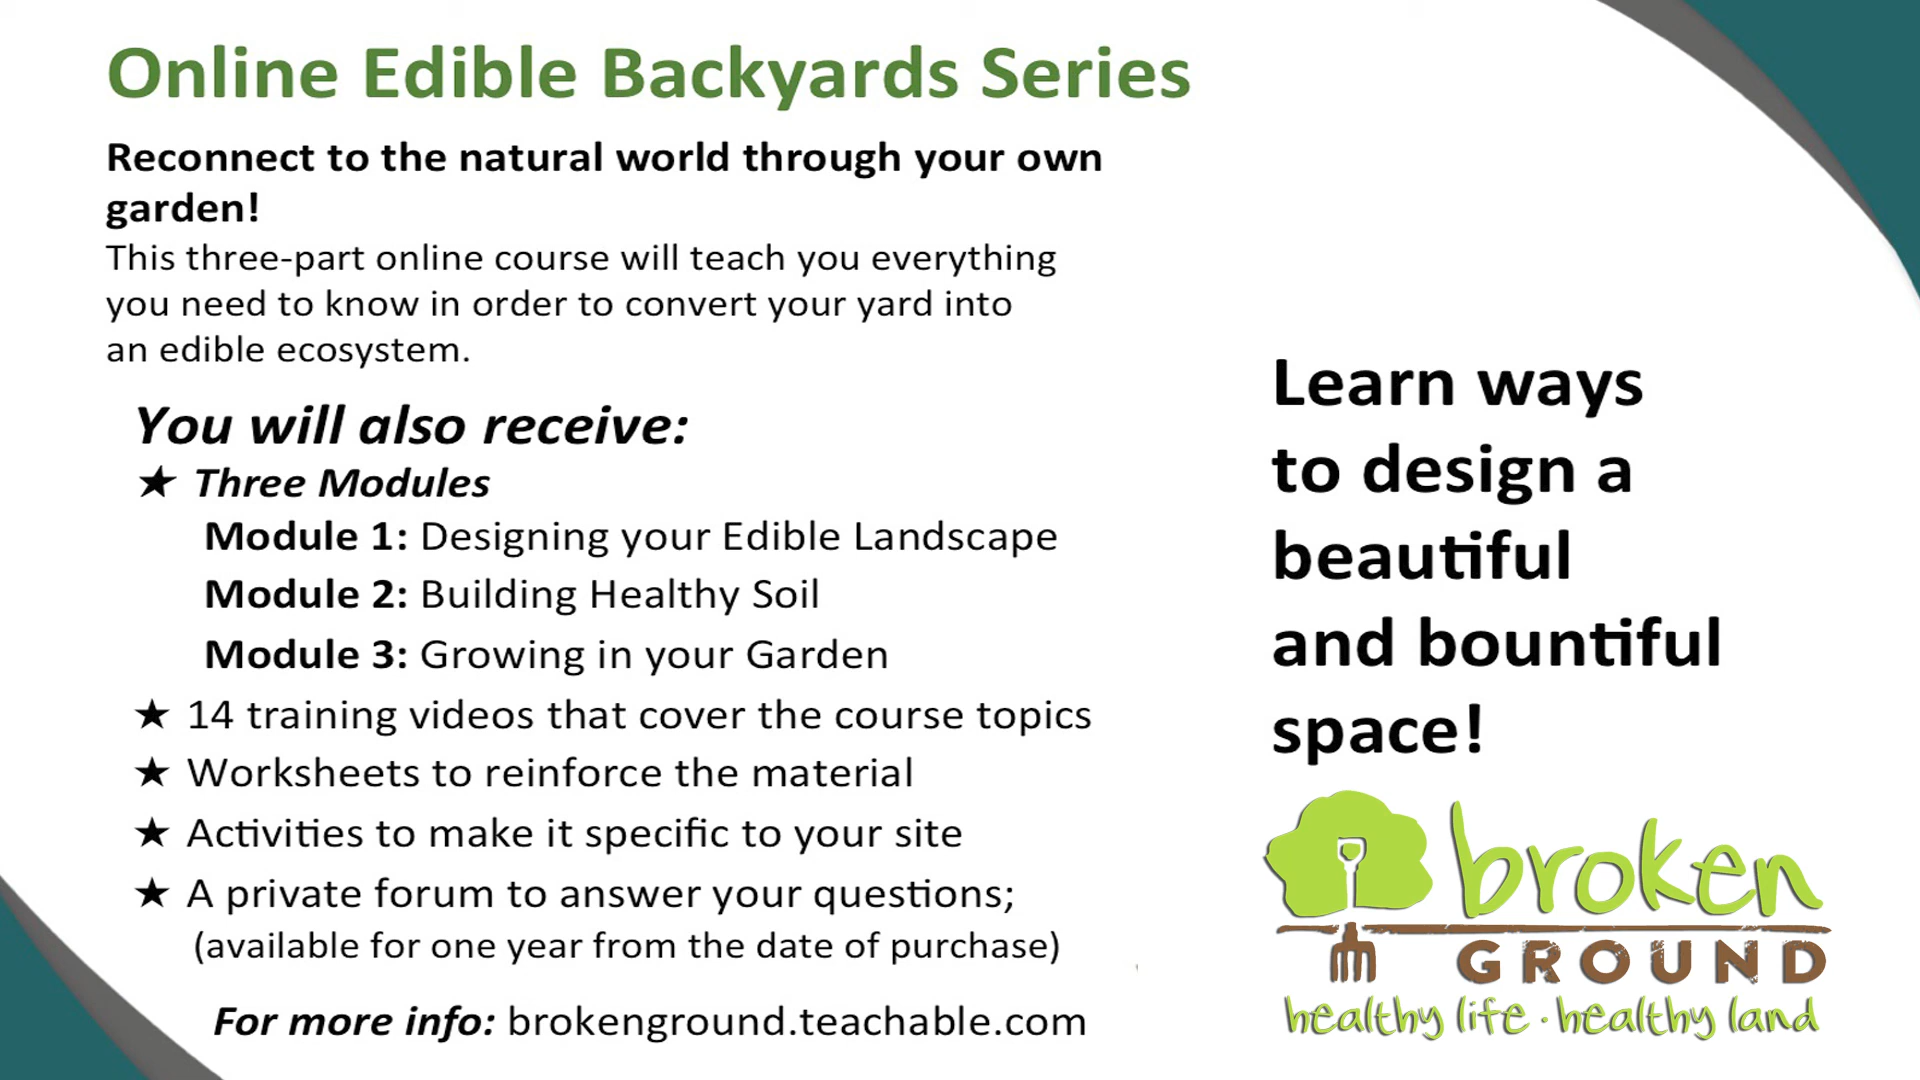 Online Edible Backyards Series
Reconnect to the natural world through your own
garden!
This three-part online course will teach you everything
you need to know in order to convert your yard into
an edible ecosystem.
You will also receive:
★ Three Modules
Module 1: Designing your Edible Landscape
Module 2: Building Healthy Soil
Module 3: Growing in your Garden
★ 14 training videos that cover the course topics
★ Worksheets to reinforce the material
★ Activities to make it specific to your site
★ A private forum to answer your questions;
(available for one year from the date of purchase)
For more info: brokenground.teachable.com
Learn ways
to design a
beautiful
and bountiful
space!
broken
GROUND
healthy life · healthy land